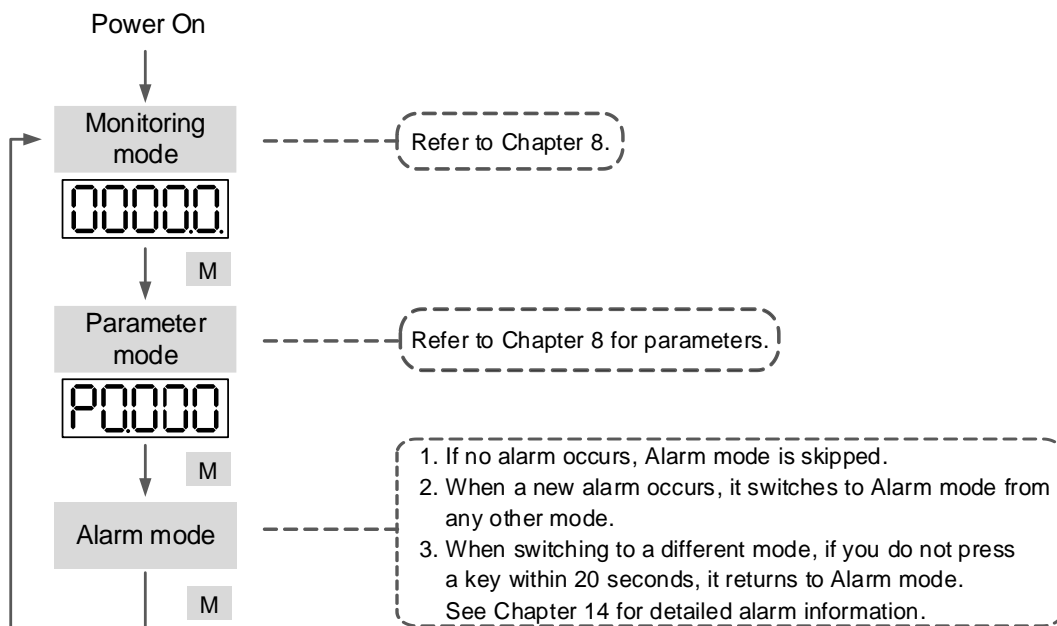 Power On
Monitoring
mode
Refer to Chapter 8.
00000.0.
M
Parameter
mode
Refer to Chapter 8 for parameters.
P0.000
M
Alarm mode
1. If no alarm occurs, Alarm mode is skipped.
2. When a new alarm occurs, it switches to Alarm mode from
any other mode.
3. When switching to a different mode, if you do not press
a key within 20 seconds, it returns to Alarm mode.
See Chapter 14 for detailed alarm information.
M